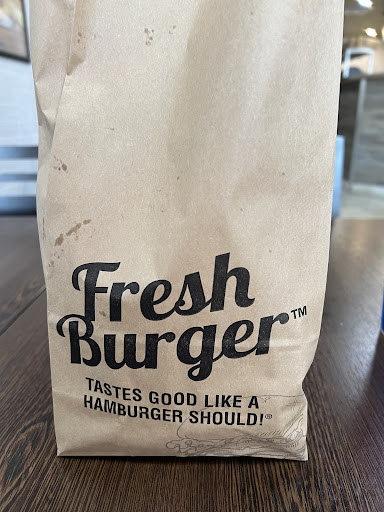 Fresh
Burger™
TASTES GOOD LIKE A
HAMBURGER SHOULD!®